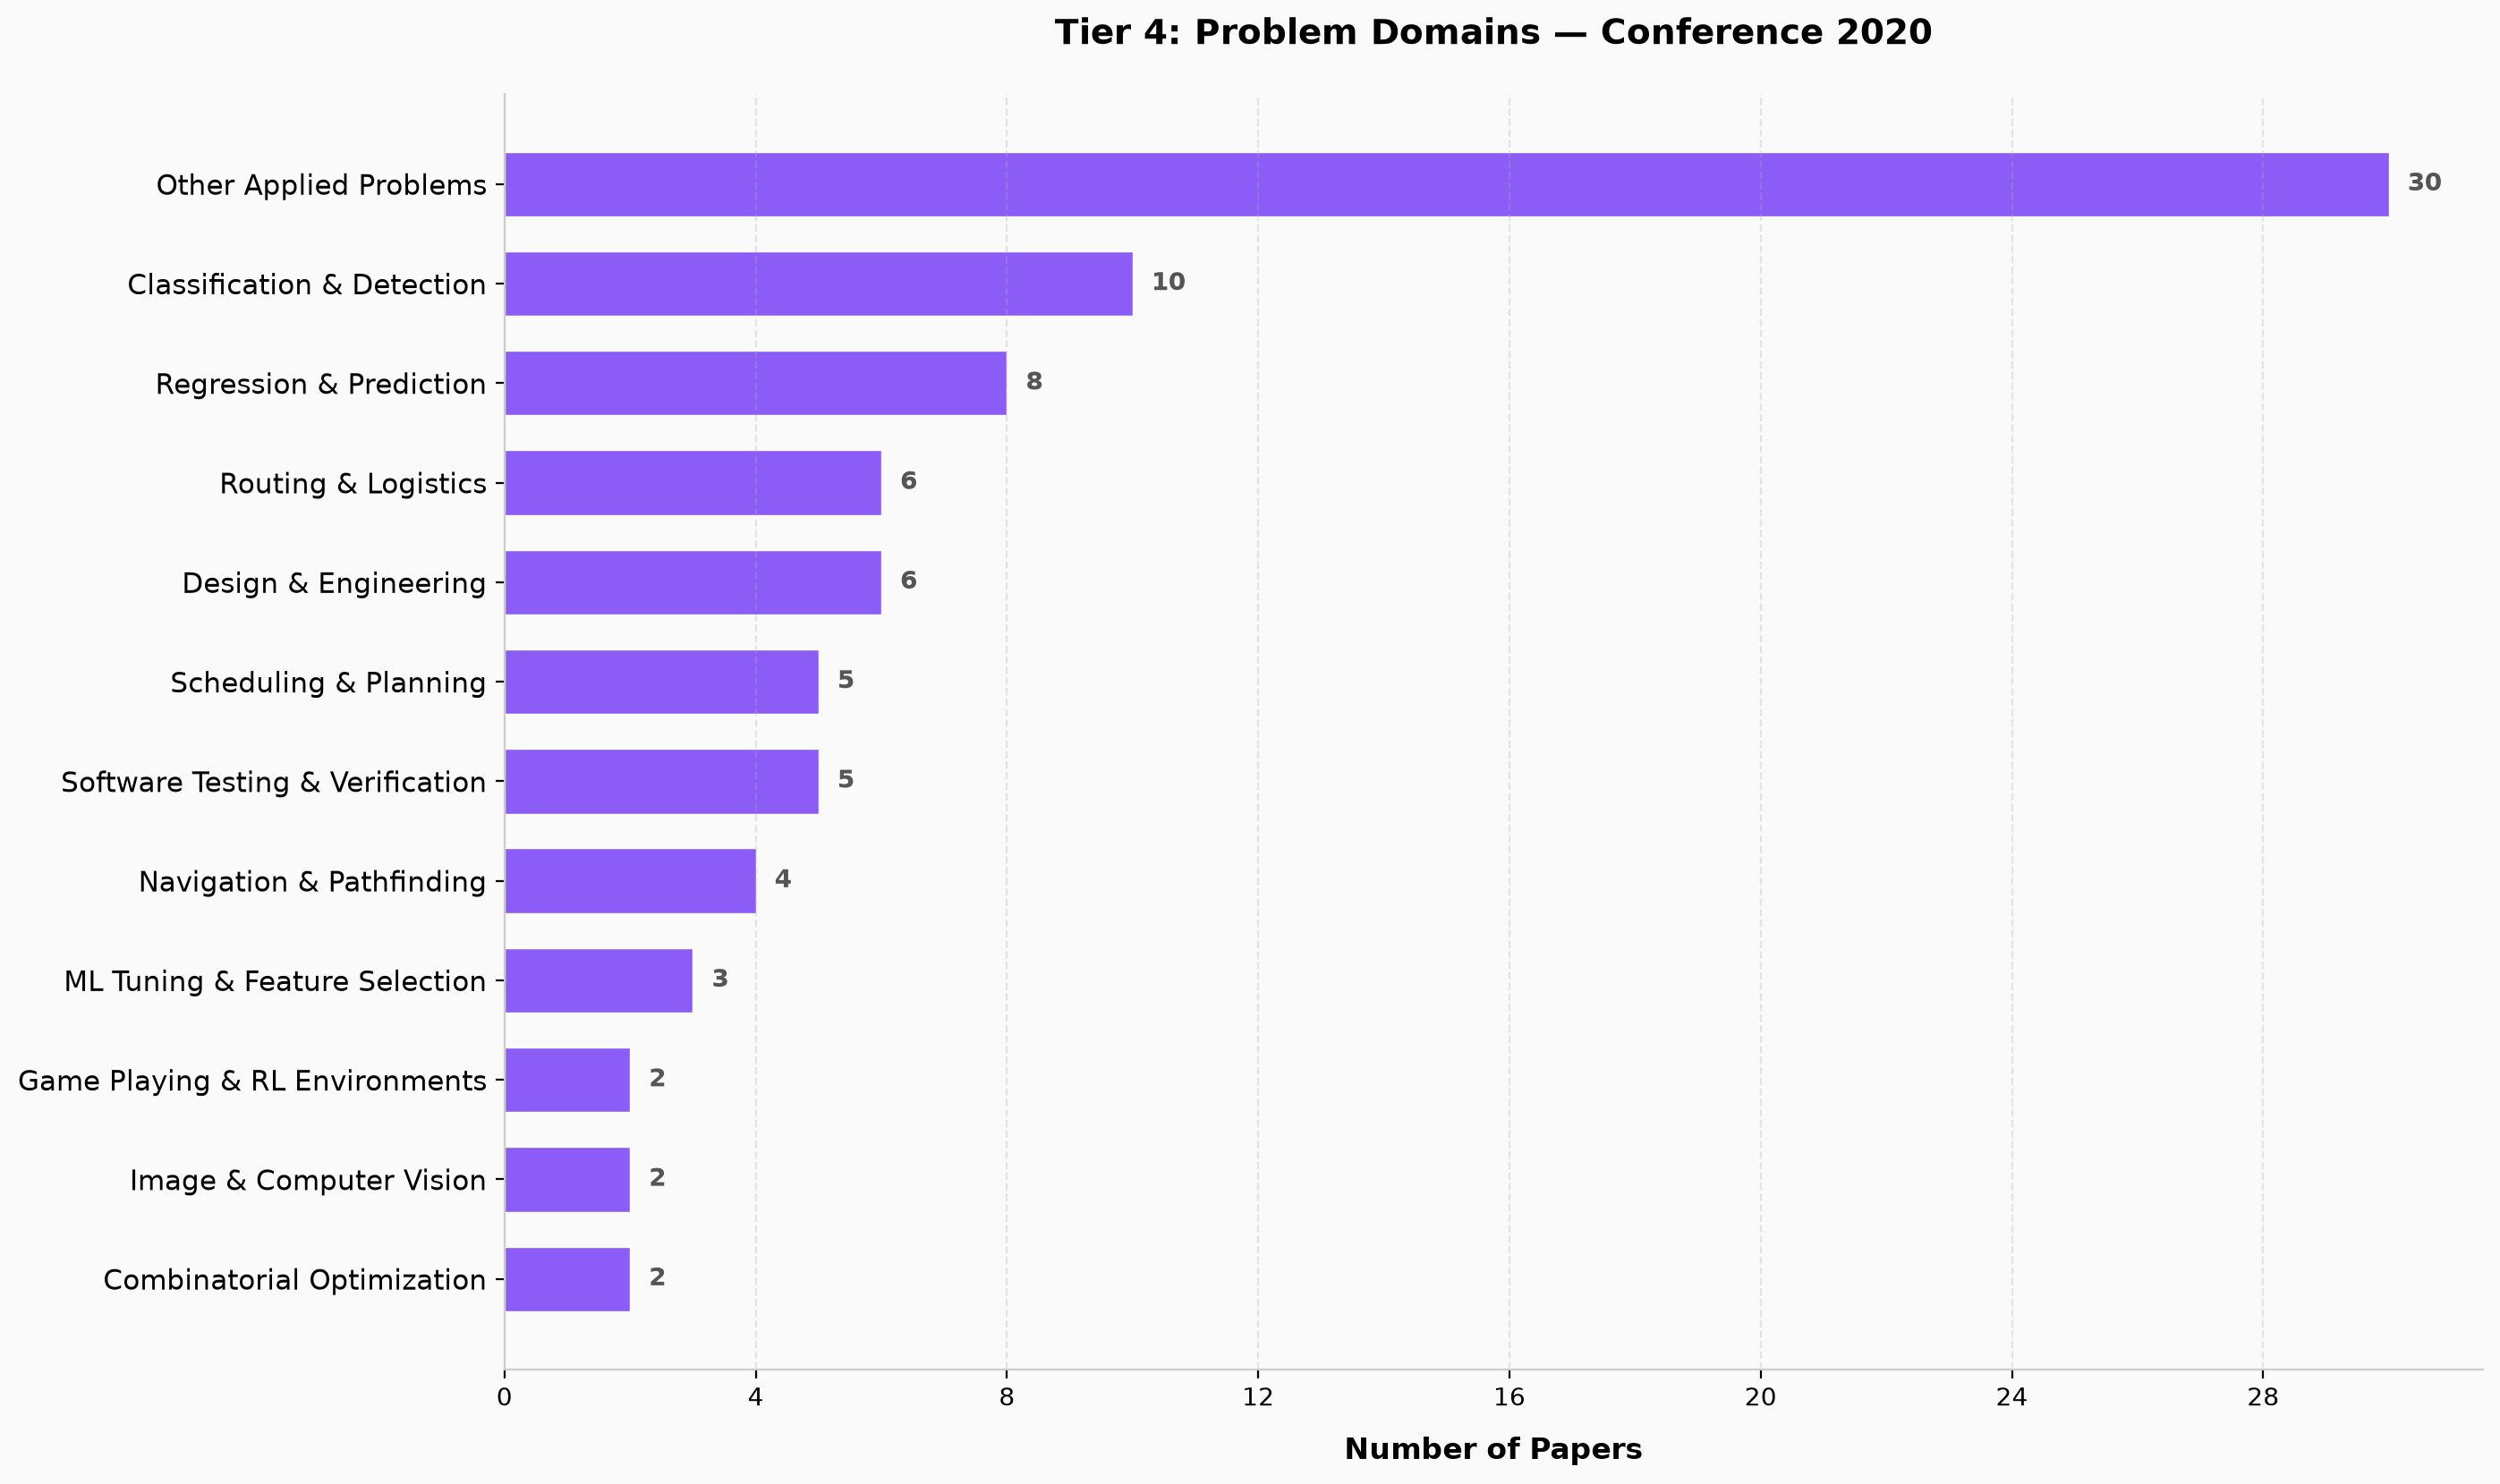 Tier 4: Problem Domains — Conference 2020
Other Applied Problems 30
Classification & Detection 10
Regression & Prediction 8
Routing & Logistics 6
Design & Engineering 6
Scheduling & Planning 5
Software Testing & Verification 5
Navigation & Pathfinding 4
ML Tuning & Feature Selection 3
Game Playing & RL Environments 2
Image & Computer Vision 2
Combinatorial Optimization 2
0 4 8 12 16 20 24 28
Number of Papers